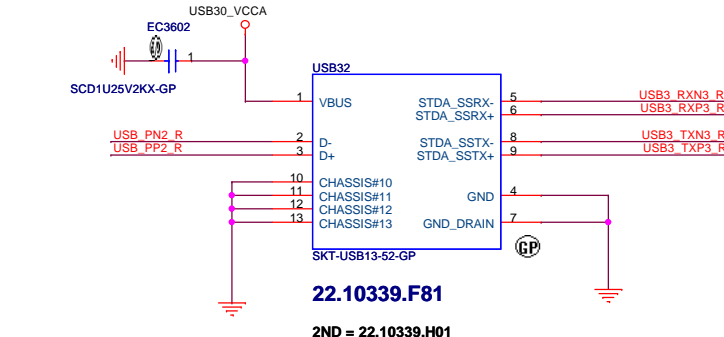 USB30_VCCA
EC3602
1
SCD1U25V2KX-GP
USB32
1 VBUS
STDA_SSRX- 5 USB3_RXN3_R
STDA_SSRX+ 6 USB3_RXP3_R
USB_PN2_R 2 D-
STDA_SSTX- 8 USB3_TXN3_R
USB_PP2_R 3 D+
STDA_SSTX+ 9 USB3_TXP3_R
10 CHASSIS#10
11 CHASSIS#11
GND 4
12 CHASSIS#12
13 CHASSIS#13
GND_DRAIN 7
GP
SKT-USB13-52-GP
22.10339.F81
2ND = 22.10339.H01